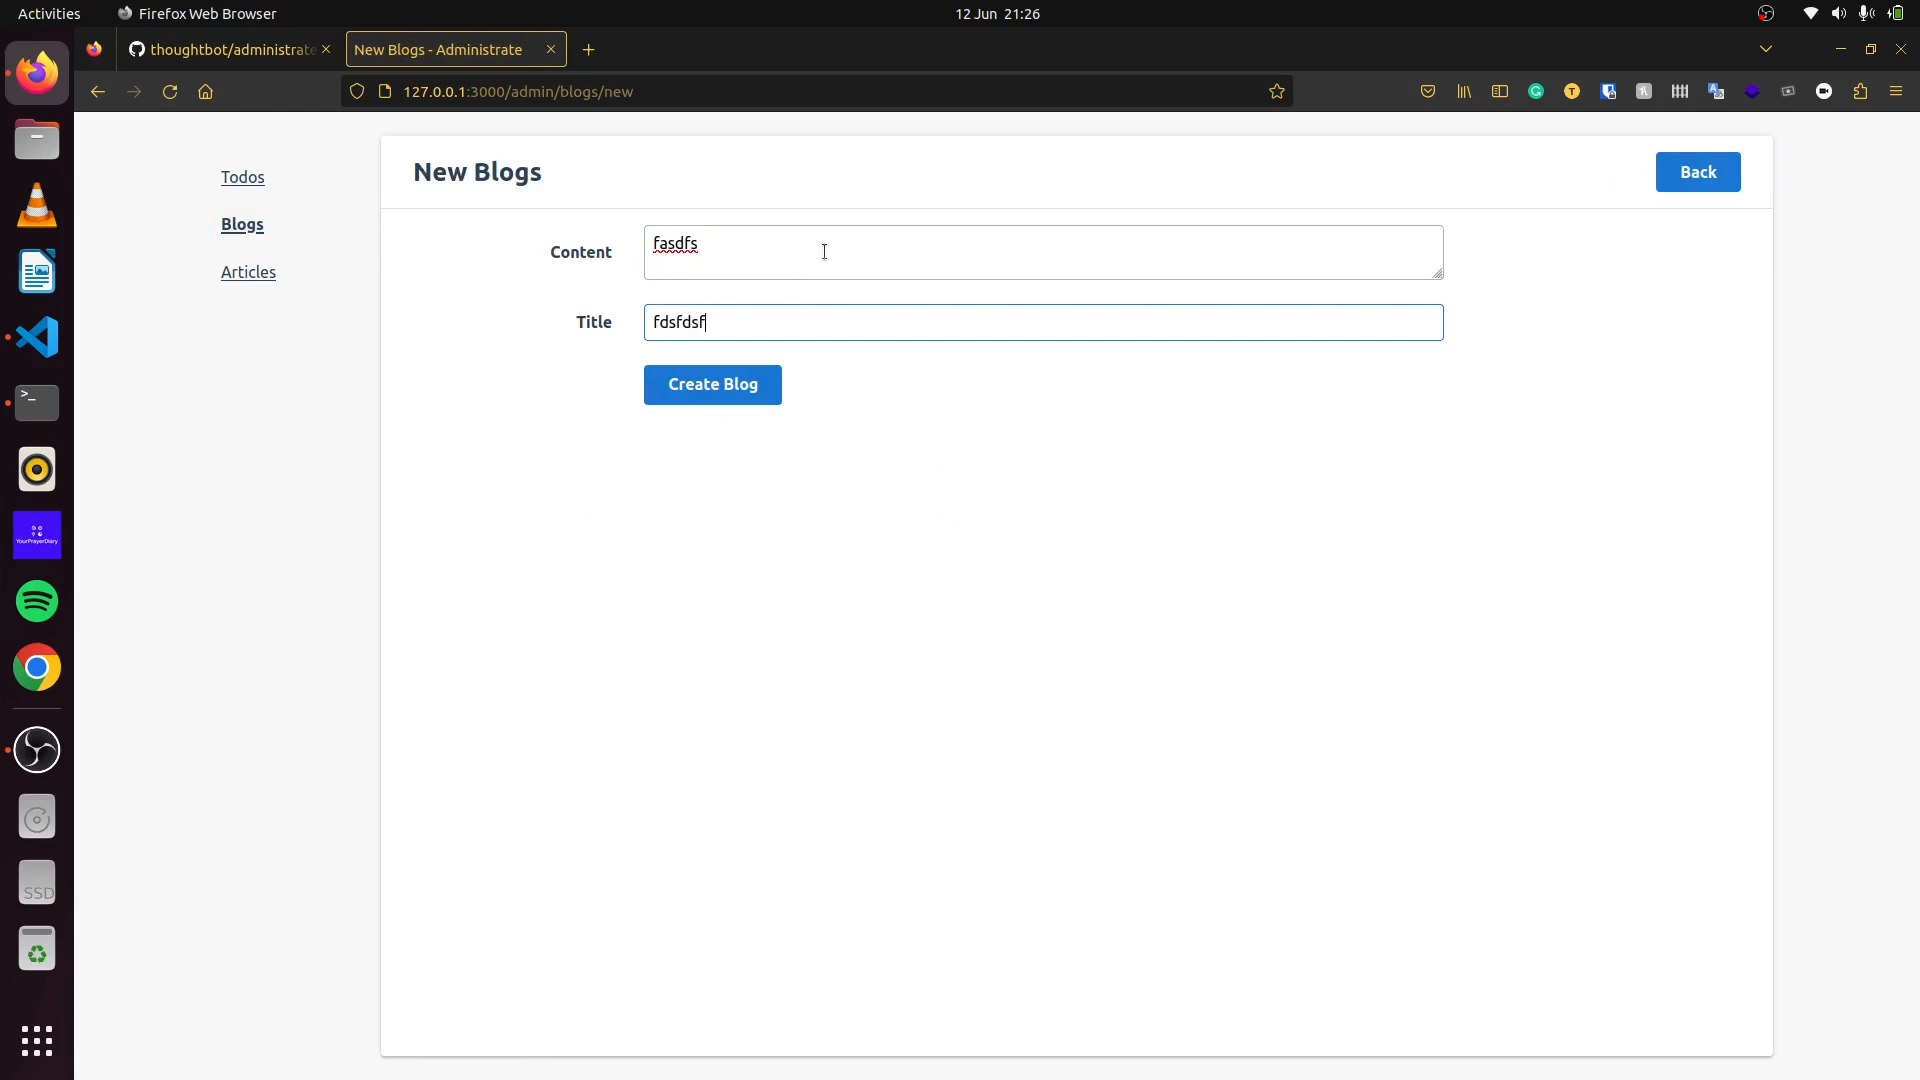 Activities
Firefox Web Browser
12 Jun 21:26
thoughtbot/administrate
New Blogs - Administrate
127.0.0.1:3000/admin/blogs/new
Todos
Blogs
Articles
New Blogs
Back
Content
fasdfs
Title
fdsfdsf
Create Blog
YourPrayerDiary
SSD